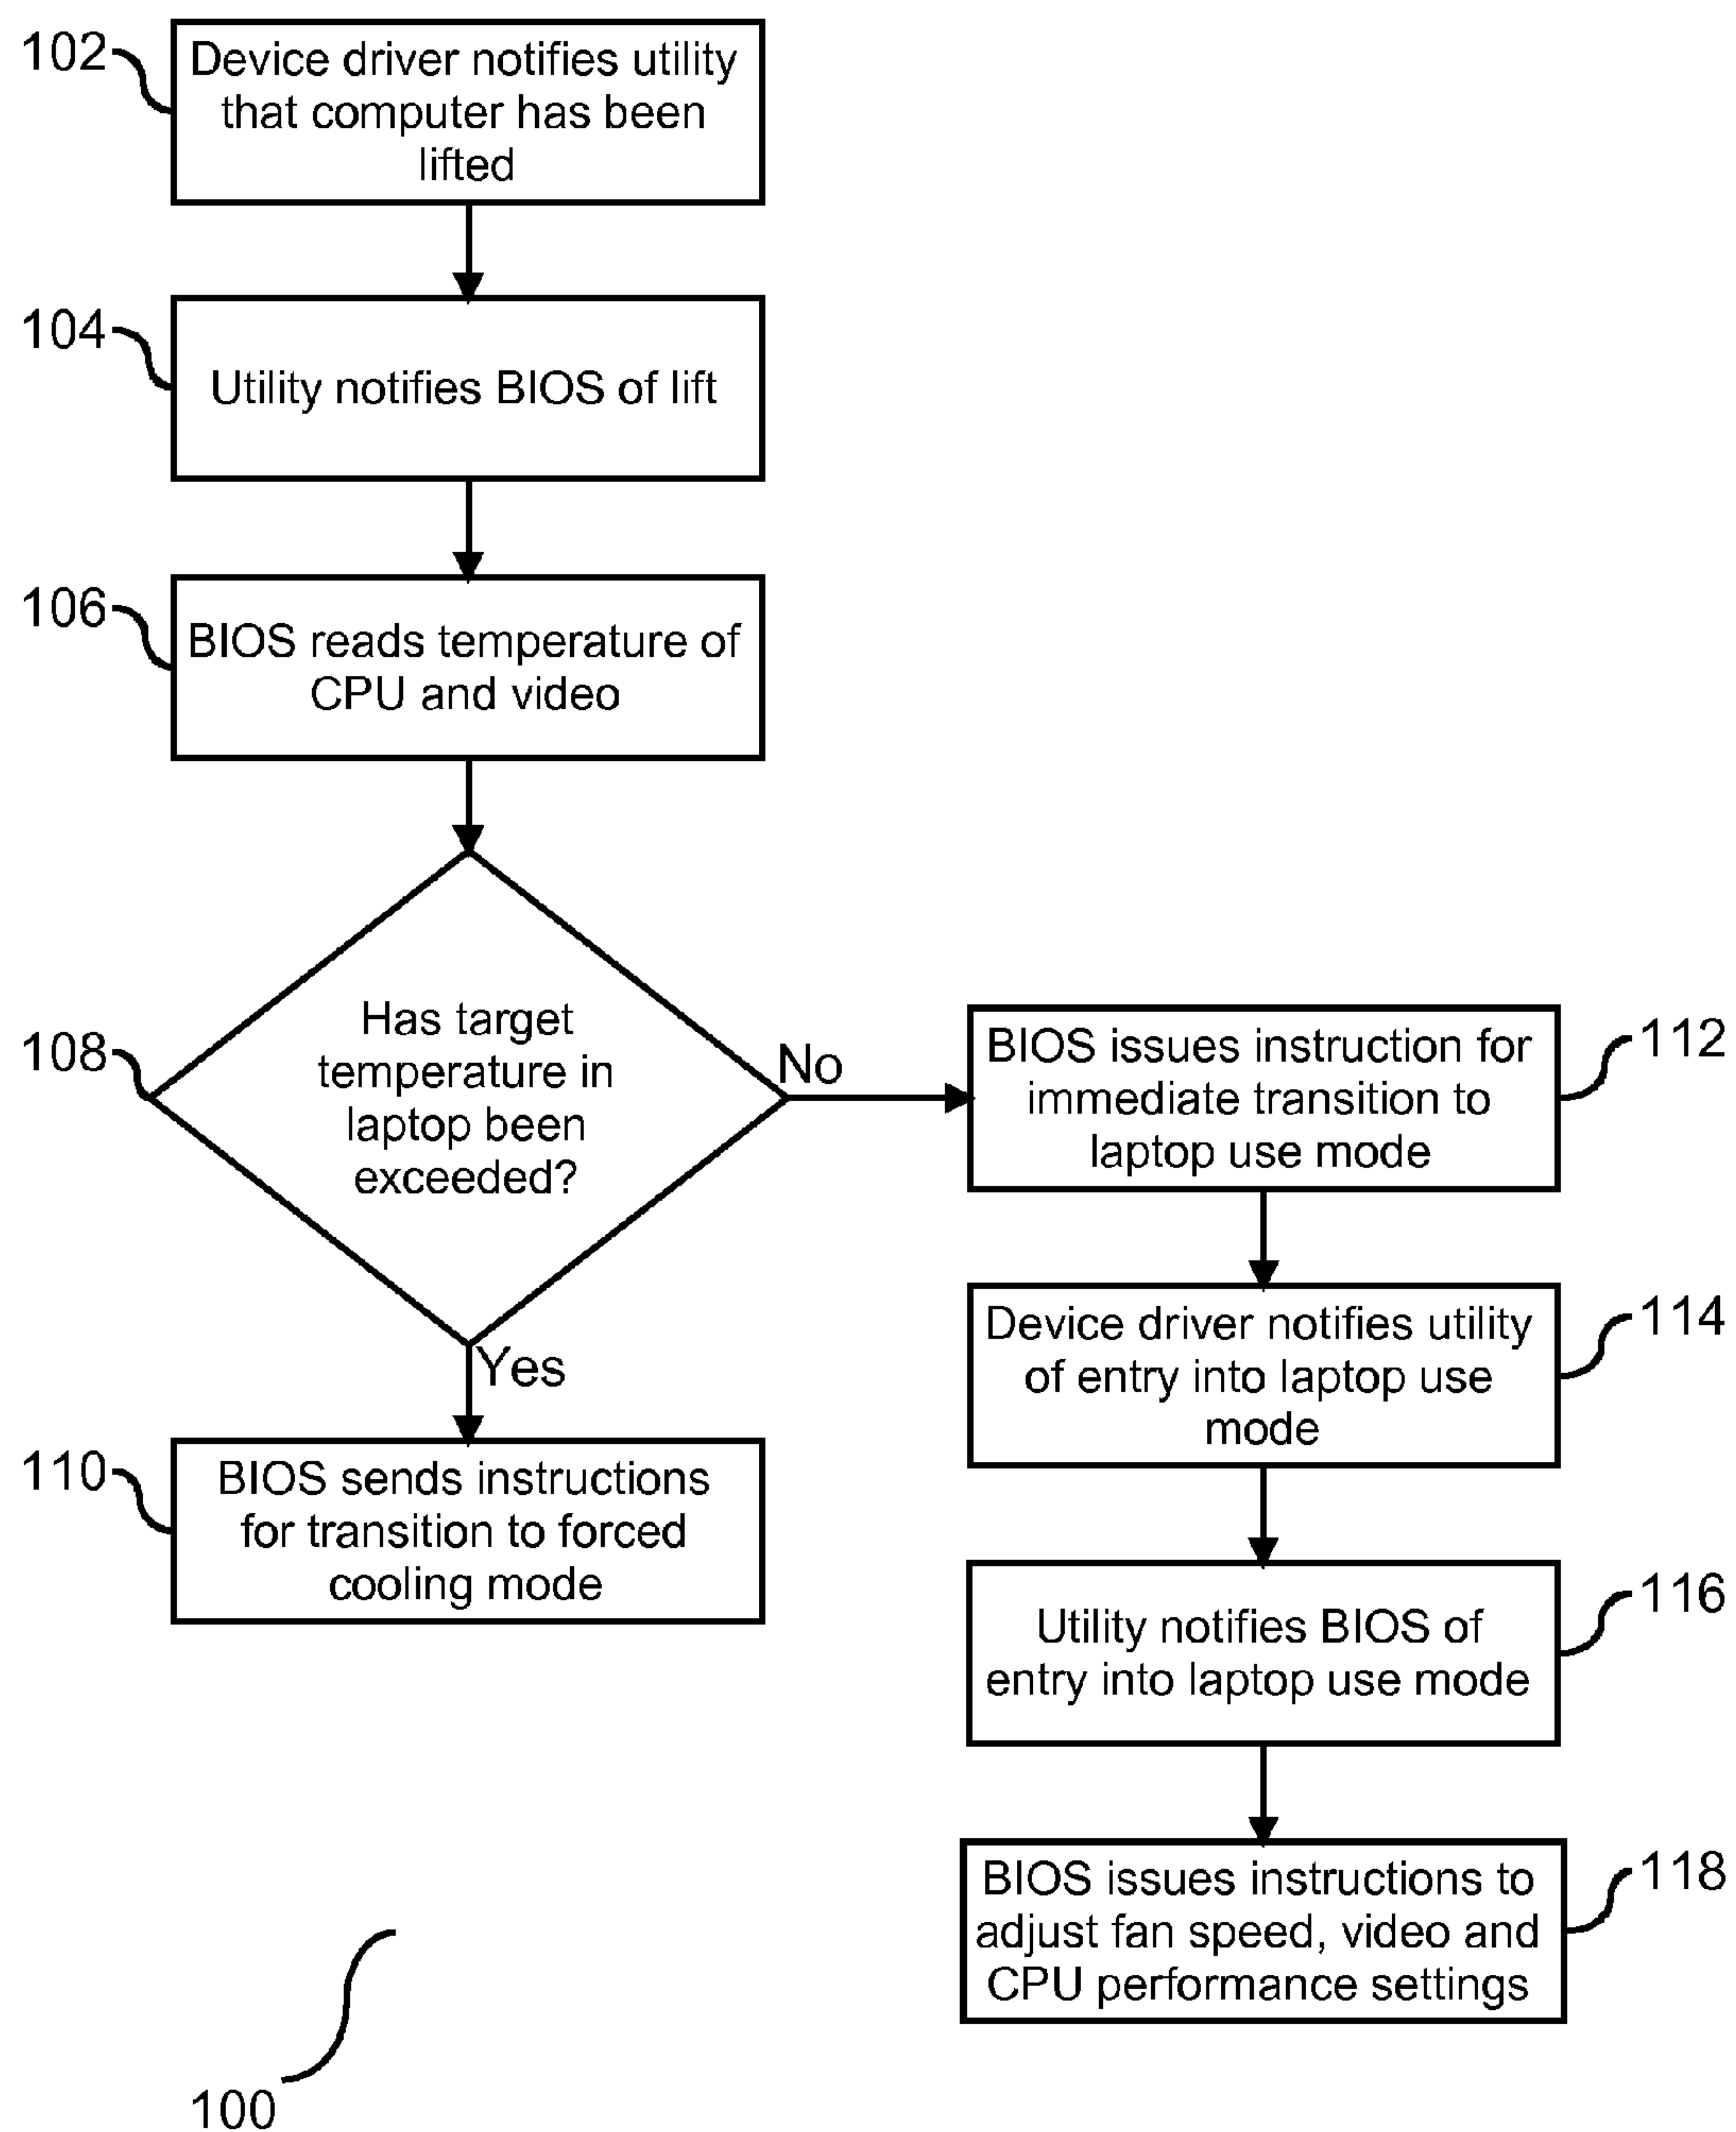 102
Device driver notifies utility
that computer has been
lifted
104
Utility notifies BIOS of lift
106
BIOS reads temperature of
CPU and video
108
Has target
temperature in
laptop been
exceeded?
No
Yes
110
BIOS sends instructions
for transition to forced
cooling mode
112
BIOS issues instruction for
immediate transition to
laptop use mode
114
Device driver notifies utility
of entry into laptop use
mode
116
Utility notifies BIOS of
entry into laptop use mode
118
BIOS issues instructions to
adjust fan speed, video and
CPU performance settings
100